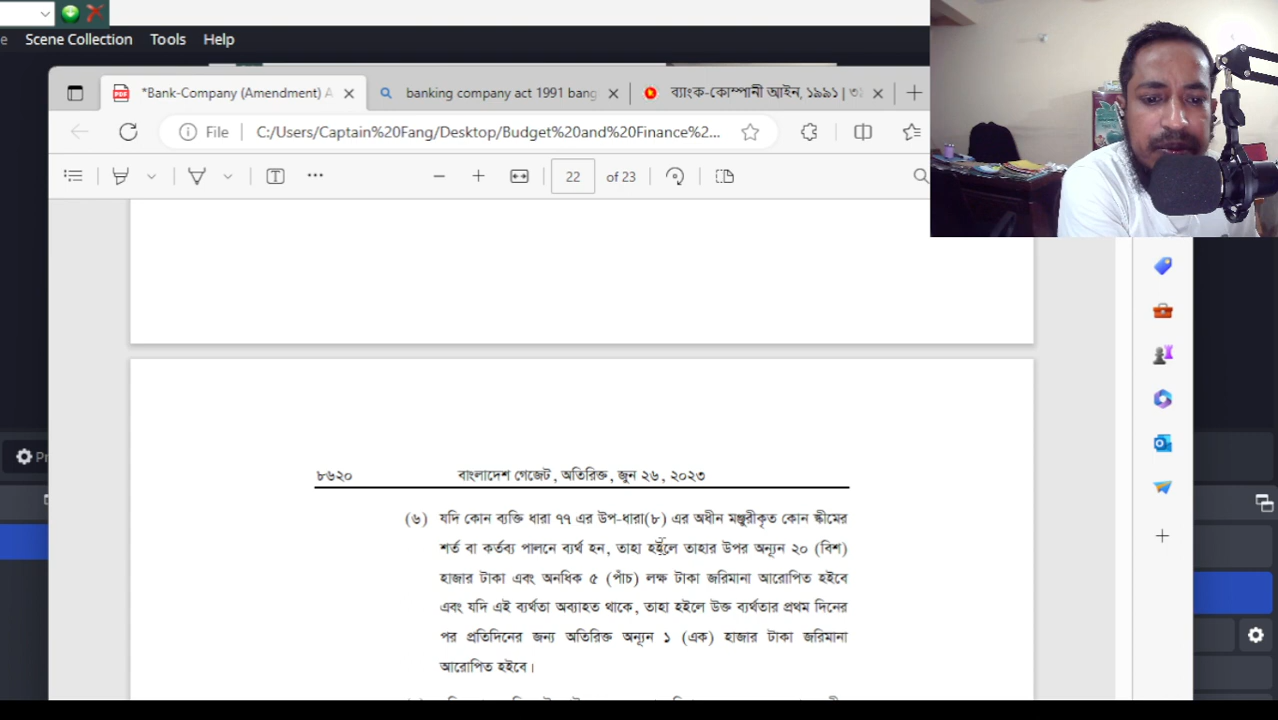 Scene Collection Tools Help
*Bank-Company (Amendment) A
banking company act 1991 bang
ব্যাংক-কোম্পানী আইন, ১৯৯১ | ৩
File C:/Users/Captain%20Fang/Desktop/Budget%20and%20Finance%2...
22 of 23
৮৬২০ বাংলাদেশ গেজেট, অতিরিক্ত, জুন ২৬, ২০২৩
(৬) যদি কোন ব্যক্তি ধারা ৭৭ এর উপ-ধারা(৮) এর অধীন মঞ্জুরীকৃত কোন স্কীমের
শর্ত বা কর্তব্য পালনে ব্যর্থ হন, তাহা হইলে তাহার উপর অন্যূন ২০ (বিশ)
হাজার টাকা এবং অনধিক ৫ (পাঁচ) লক্ষ টাকা জরিমানা আরোপিত হইবে
এবং যদি এই ব্যর্থতা অব্যাহত থাকে, তাহা হইলে উক্ত ব্যর্থতার প্রথম দিনের
পর প্রতিদিনের জন্য অতিরিক্ত অন্যূন ১ (এক) হাজার টাকা জরিমানা
আরোপিত হইবে।
Pr